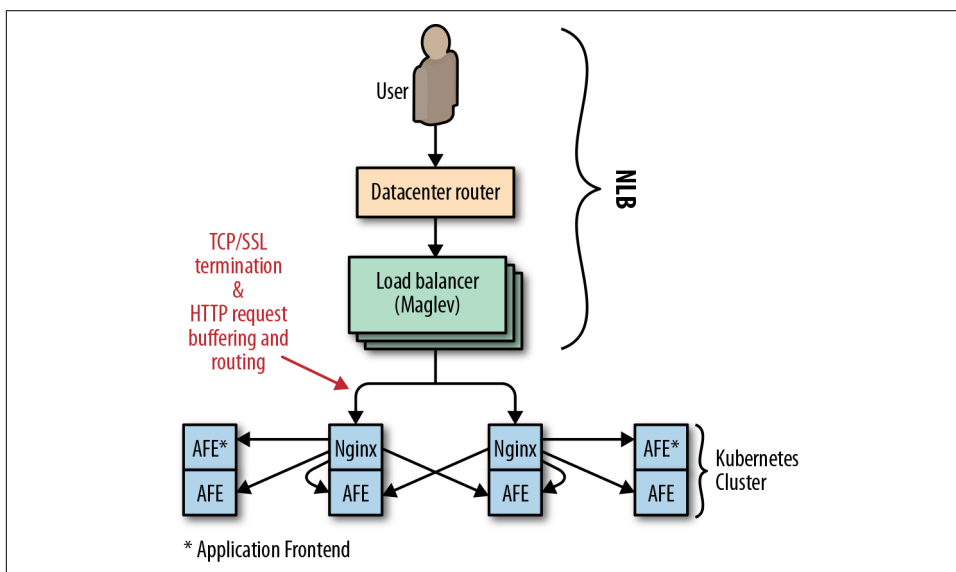 User
Datacenter router
NLB
TCP/SSL
termination
&
HTTP request
buffering and
routing
Load balancer
(Maglev)
AFE*
Nginx
Nginx
AFE*
AFE
AFE
AFE
AFE
Kubernetes
Cluster
* Application Frontend